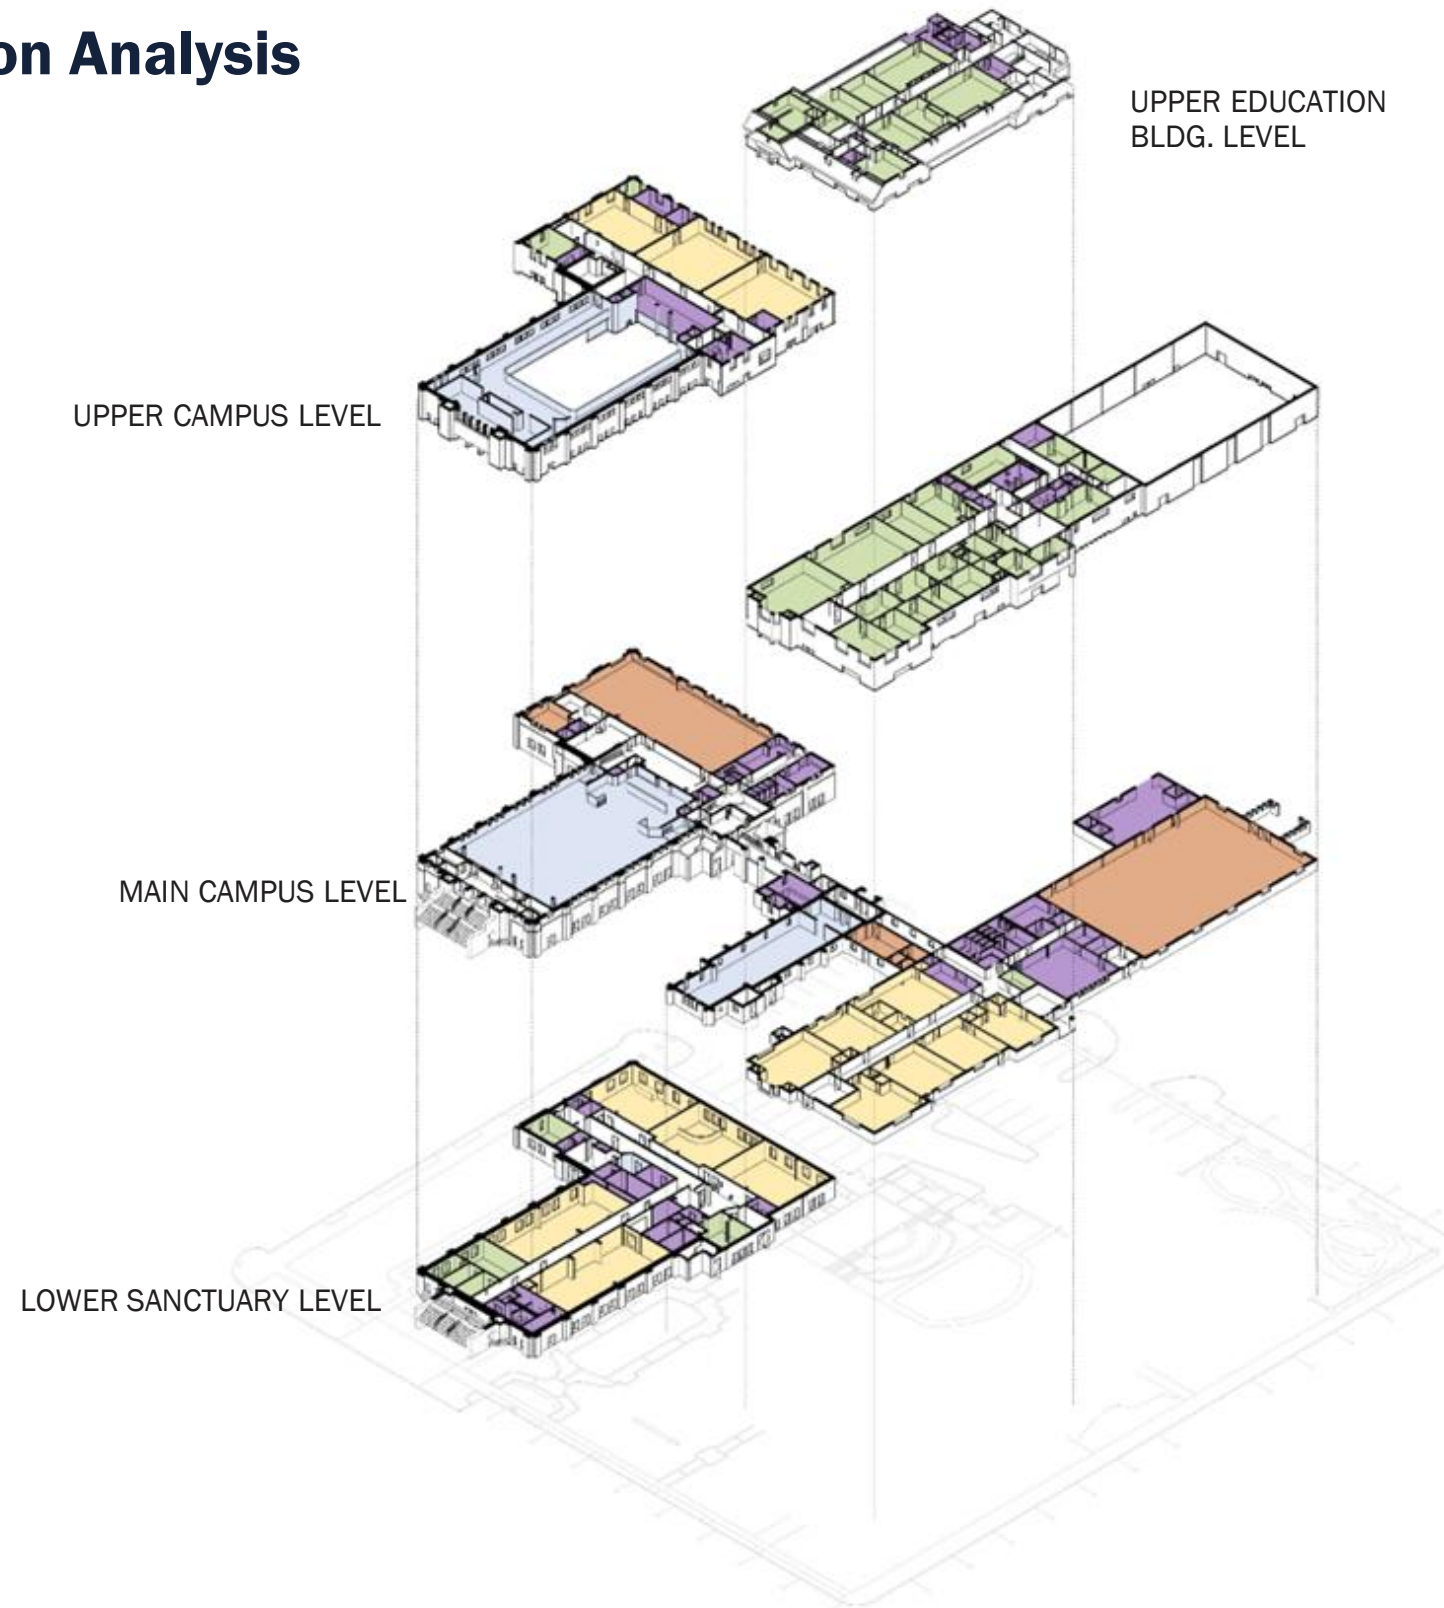 on Analysis
UPPER EDUCATION
BLDG. LEVEL
UPPER CAMPUS LEVEL
MAIN CAMPUS LEVEL
LOWER SANCTUARY LEVEL